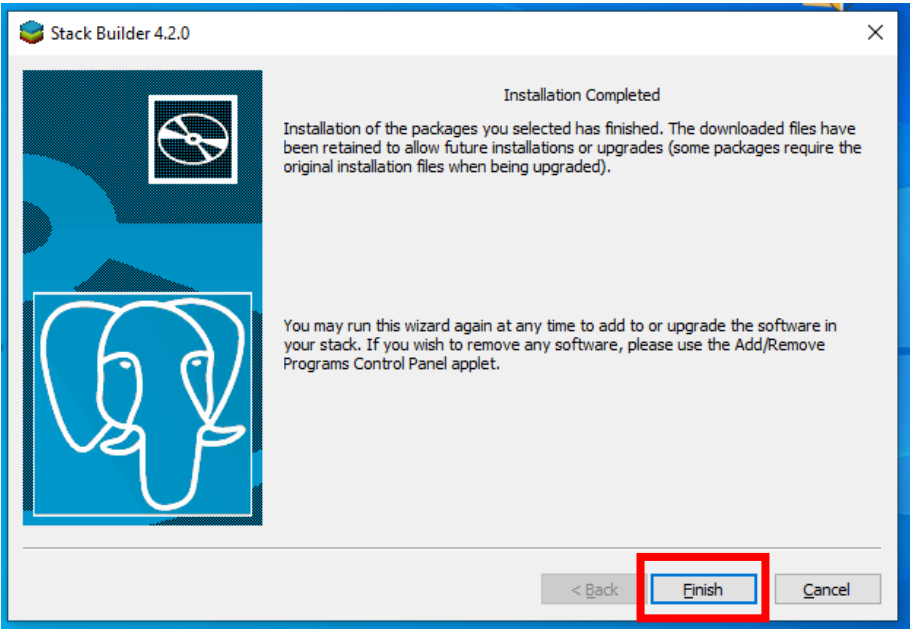 Stack Builder 4.2.0
Installation Completed
Installation of the packages you selected has finished. The downloaded files have
been retained to allow future installations or upgrades (some packages require the
original installation files when being upgraded).
You may run this wizard again at any time to add to or upgrade the software in
your stack. If you wish to remove any software, please use the Add/Remove
Programs Control Panel applet.
< Back
Finish
Cancel